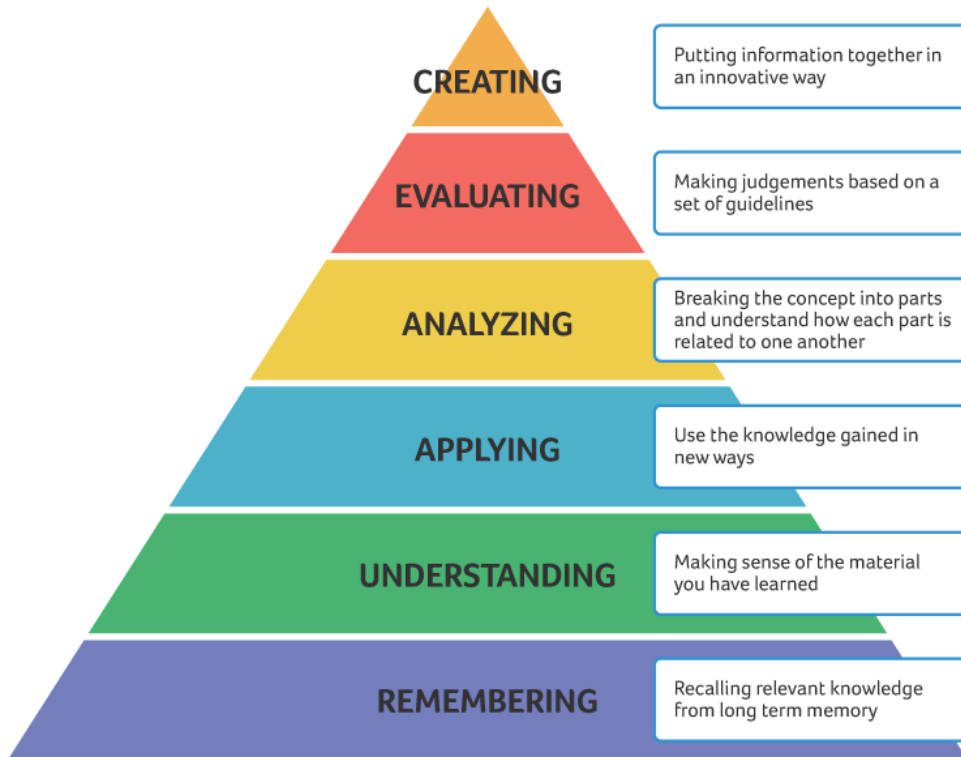 CREATING
Putting information together in
an innovative way
EVALUATING
Making judgements based on a
set of guidelines
ANALYZING
Breaking the concept into parts
and understand how each part is
related to one another
APPLYING
Use the knowledge gained in
new ways
UNDERSTANDING
Making sense of the material
you have learned
REMEMBERING
Recalling relevant knowledge
from long term memory